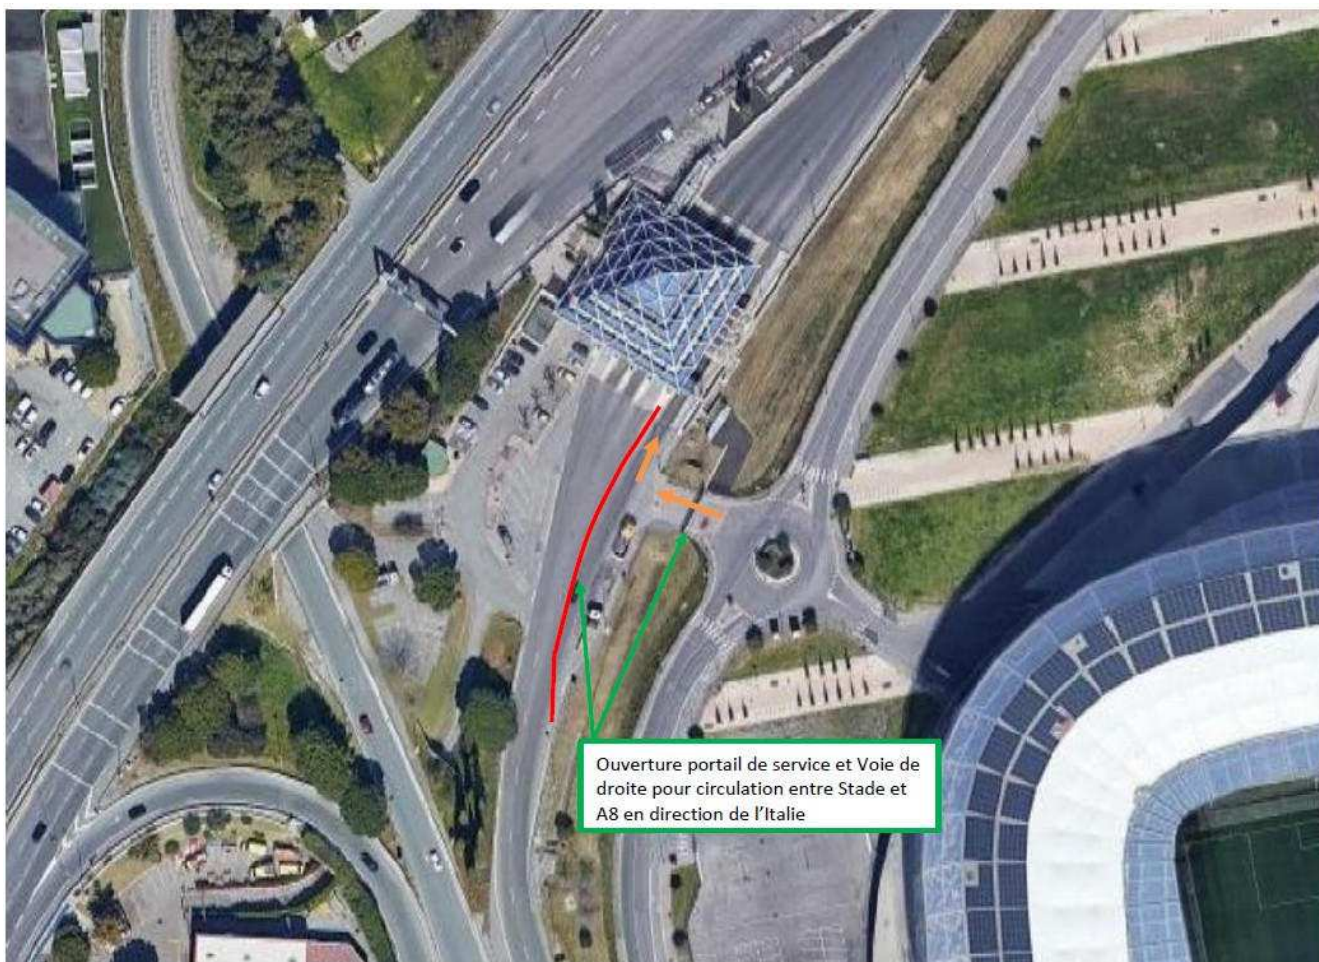 Ouverture portail de service et Voie de
droite pour circulation entre Stade et
A8 en direction de l'Italie